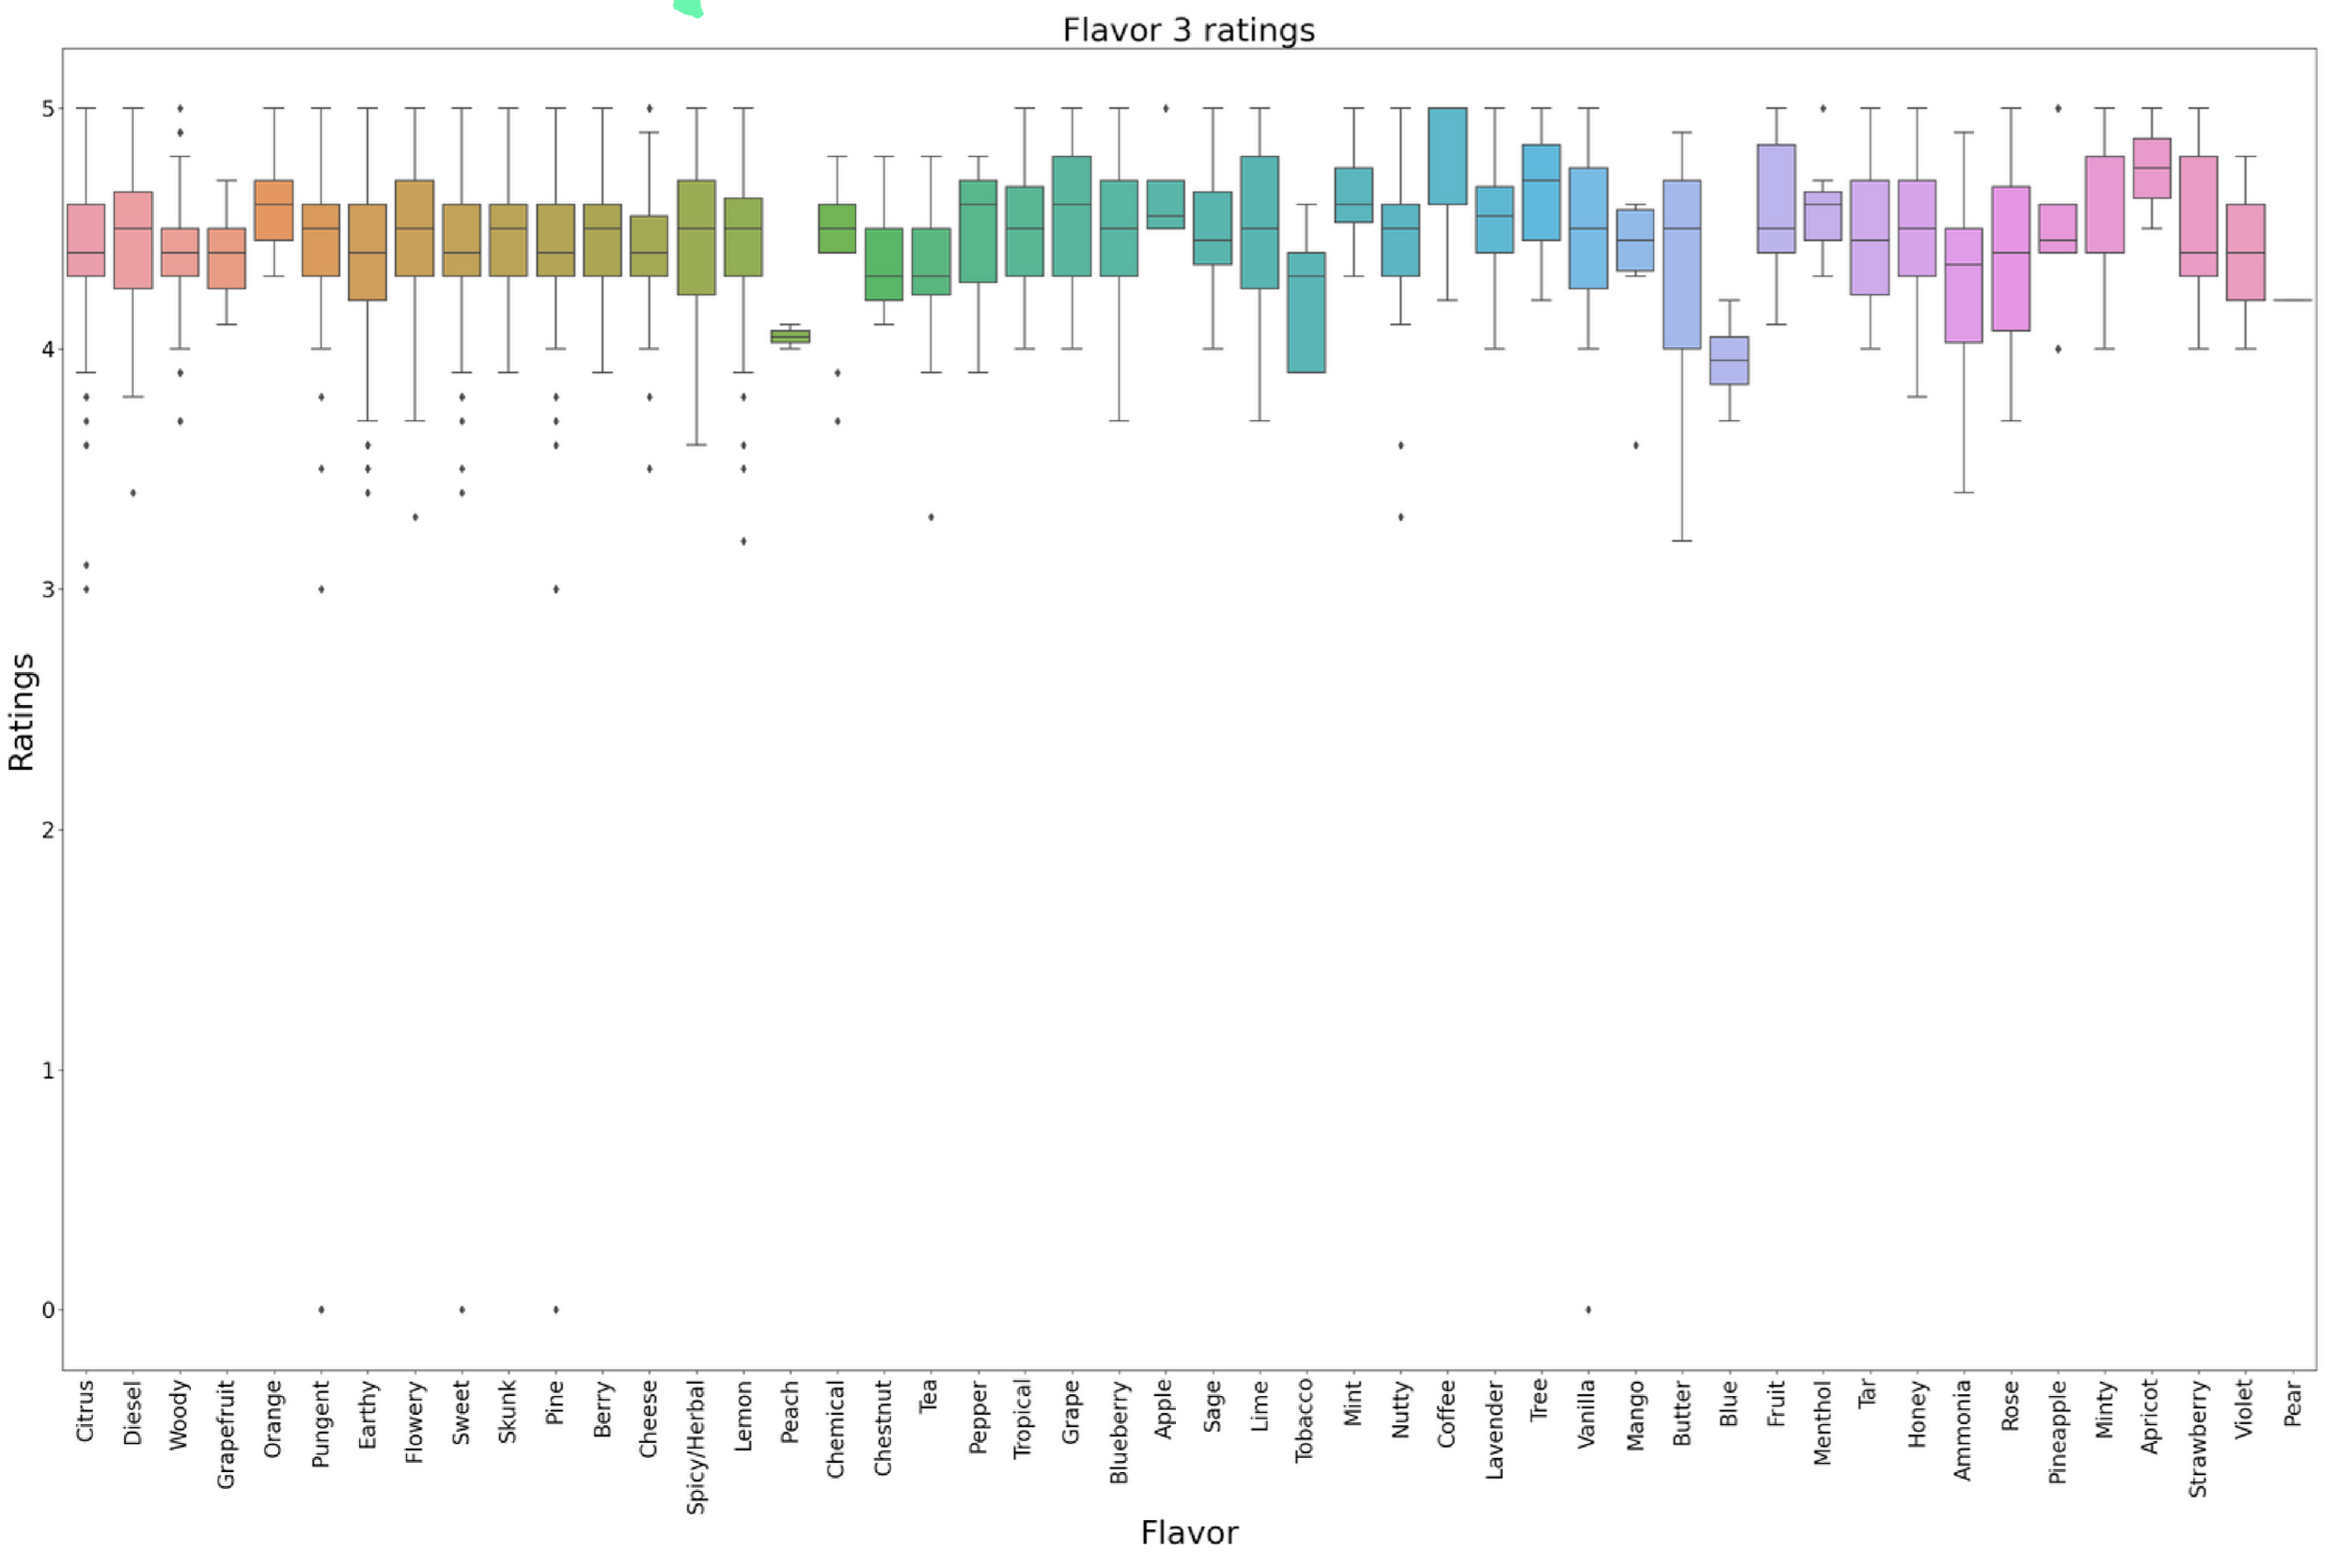 Flavor 3 ratings
5
4
3
2
1
0
Ratings
Citrus
Diesel
Woody
Grapefruit
Orange
Pungent
Earthy
Flowery
Sweet
Skunk
Pine
Berry
Cheese
Spicy/Herbal
Lemon
Peach
Chemical
Chestnut
Tea
Pepper
Tropical
Grape
Blueberry
Apple
Sage
Lime
Tobacco
Mint
Nutty
Coffee
Lavender
Tree
Vanilla
Mango
Butter
Blue
Fruit
Menthol
Tar
Honey
Ammonia
Rose
Pineapple
Minty
Apricot
Strawberry
Violet
Pear
Flavor